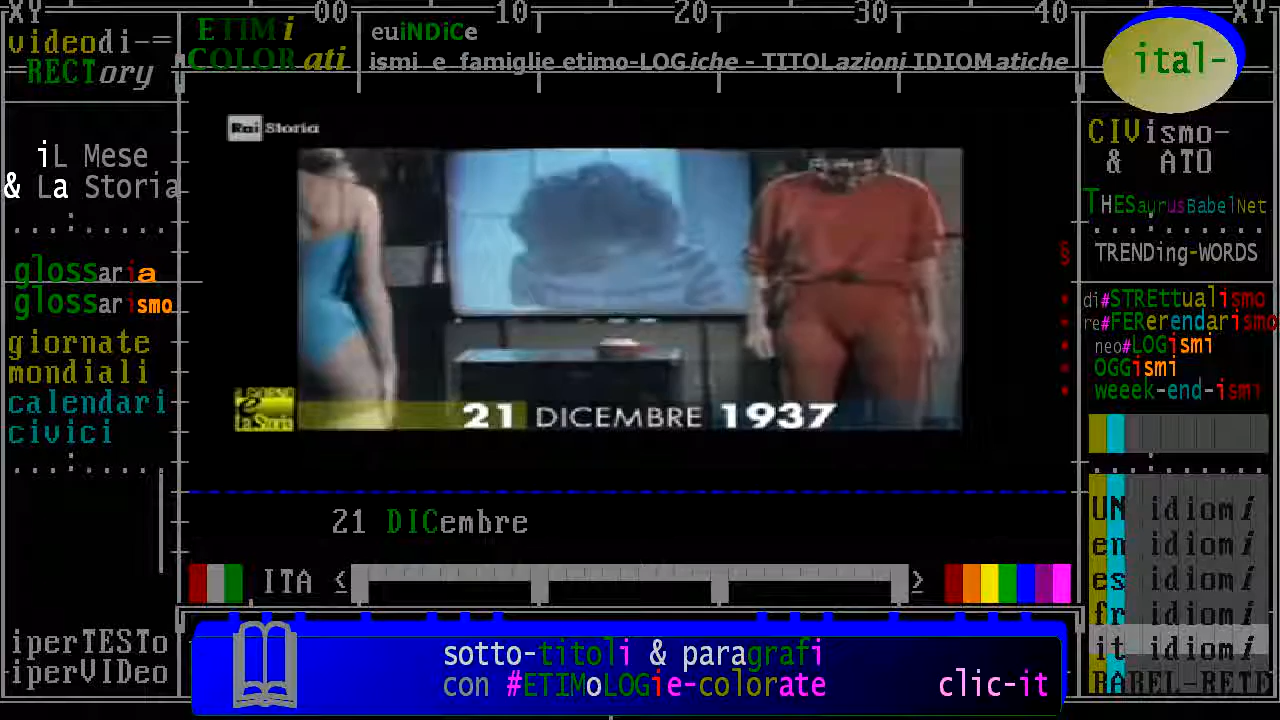 XY 00 10 20 30 40 XY
videodi-=
-RECTory
ETIMi
COLORati
euiNDiCe
ismi e famiglie etimo-LOGiche - TITOLazioni IDIOMatiche
ital-
CIVismo-
& ATO
THESaurusBabelNet
TRENDing-WORDS
di#STREttualismo
re#FERerendarismo
neo#LOGismi
OGGismi
weeek-end-ismi
iL Mese
& La Storia
glossaria
glossarismo
giornate
mondiali
calendari
civici
Rai Storia
§
la Storia
21 DICEMBRE 1937
21 DICembre
ITA < >
UN idiomi
en idiomi
es idiomi
fr idiomi
it idiomi
iperTESTo
iperVIDeo
sotto-titoli & paragrafi
con #ETIMoLOGie-colorate
clic-it